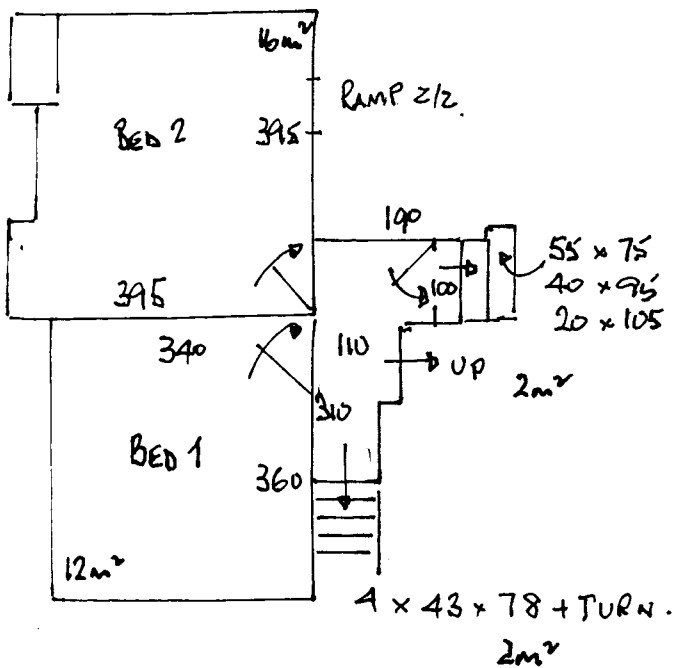 16m²
RAMP 2/2.
BED 2
395
190
55 x 75
100
40 x 95
395
20 x 105
340
110
UP
2m²
310
BED 1
360
12m²
4 x 43 x 78 + TURN.
2m²